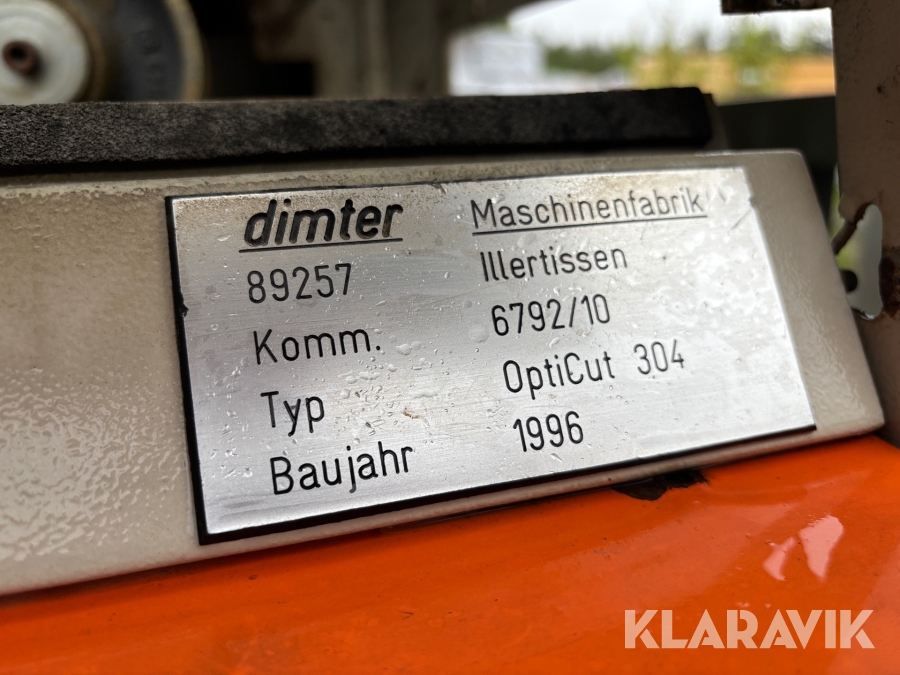 dimter Maschinenfabrik
89257 Illertissen
Komm. 6792/10
Typ OptiCut 304
Baujahr 1996
KLARAVIK